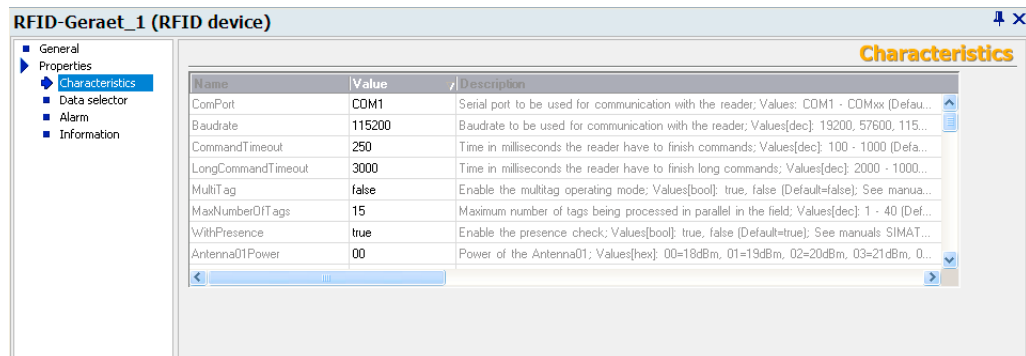 RFID-Geraet_1 (RFID device)
General
Properties
Characteristics
Data selector
Alarm
Information
Characteristics
Name Value / Description
ComPort COM1 Serial port to be used for communication with the reader; Values: COM1 - COMxx (Defau...
Baudrate 115200 Baudrate to be used for communication with the reader; Values[dec]: 19200, 57600, 115...
CommandTimeout 250 Time in milliseconds the reader have to finish commands; Values[dec]: 100 - 1000 (Defa...
LongCommandTimeout 3000 Time in milliseconds the reader have to finish long commands; Values[dec]: 2000 - 1000...
MultiTag false Enable the multitag operating mode; Values[bool]: true, false (Default=false); See manua...
MaxNumberOfTags 15 Maximum number of tags being processed in parallel in the field; Values[dec]: 1 - 40 (Def...
WithPresence true Enable the presence check; Values[bool]: true, false (Default=true); See manuals SIMAT...
Antenna01Power 00 Power of the Antenna01; Values[hex]: 00=18dBm, 01=19dBm, 02=20dBm, 03=21dBm, 0...